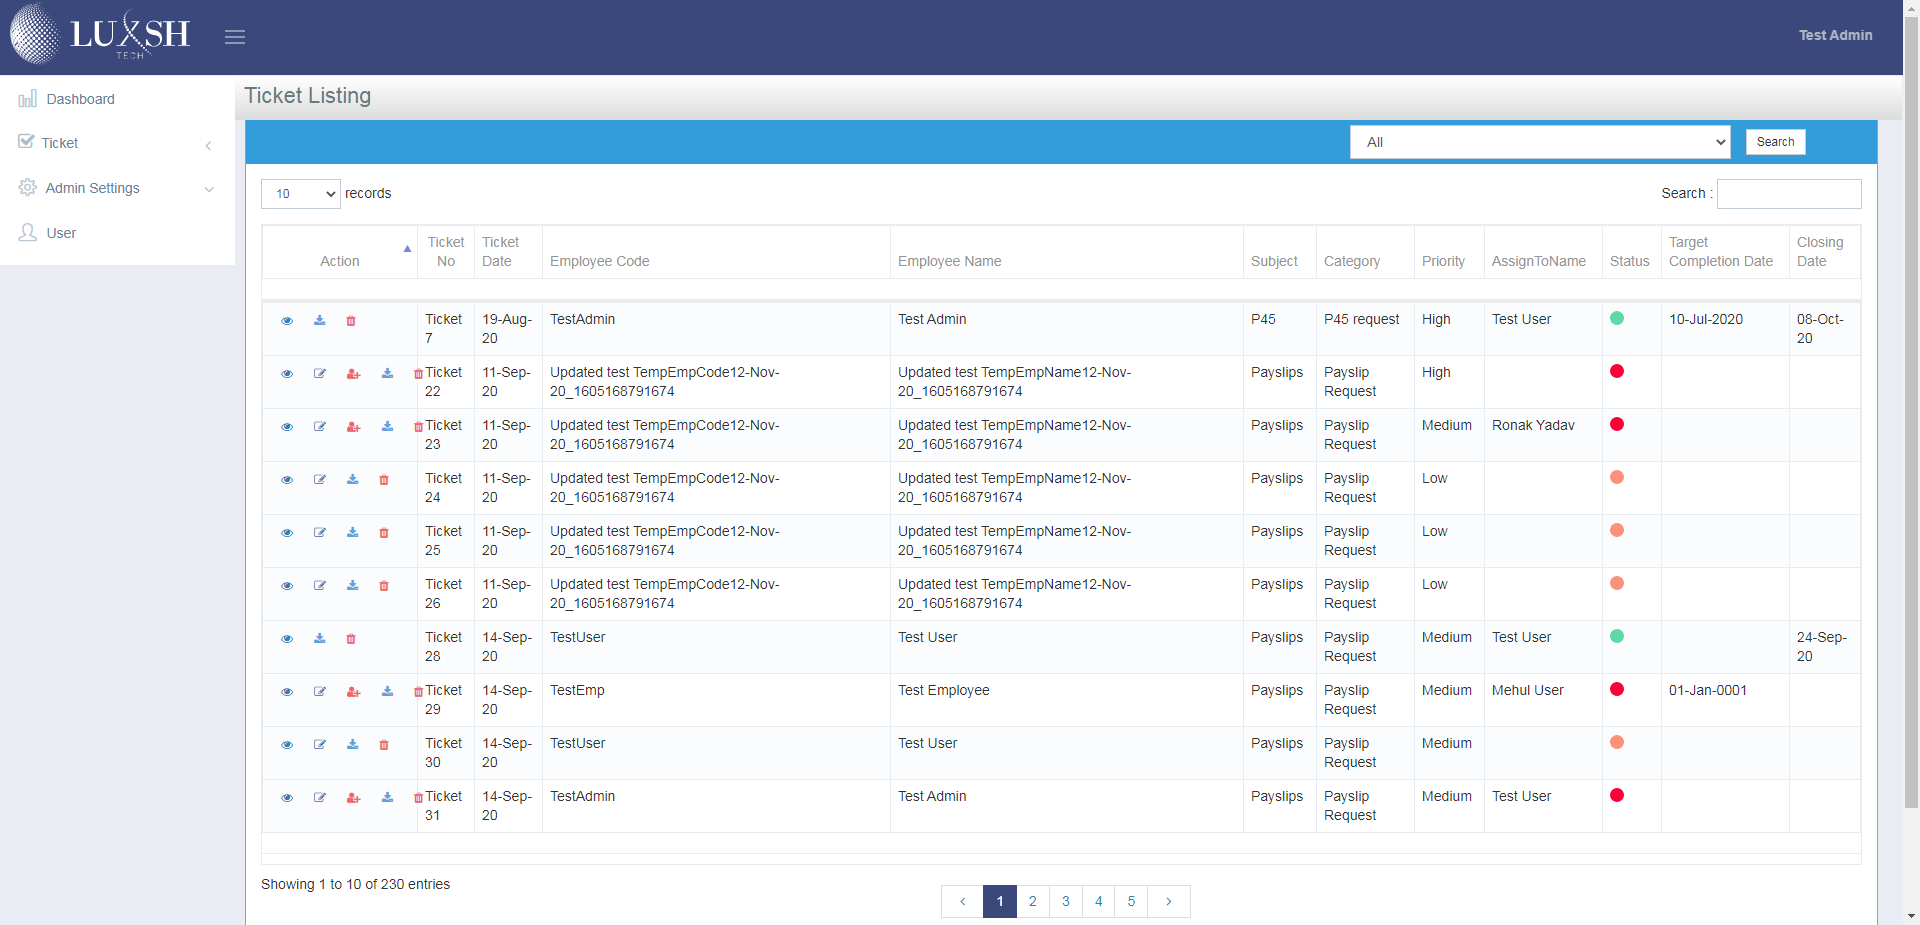 LUXSH
TECH
Test Admin
Dashboard
Ticket
Admin Settings
User
Ticket Listing
All
Search
10 records
Search :
Action
Ticket No
Ticket Date
Employee Code
Employee Name
Subject
Category
Priority
AssignToName
Status
Target Completion Date
Closing Date
Ticket 19-Aug- TestAdmin Test Admin P45 P45 request High Test User 10-Jul-2020 08-Oct-
7 20 20
Ticket 11-Sep- Updated test TempEmpCode12-Nov- Updated test TempEmpName12-Nov- Payslips Payslip High
22 20 20_1605168791674 20_1605168791674 Request
Ticket 11-Sep- Updated test TempEmpCode12-Nov- Updated test TempEmpName12-Nov- Payslips Payslip Medium Ronak Yadav
23 20 20_1605168791674 20_1605168791674 Request
Ticket 11-Sep- Updated test TempEmpCode12-Nov- Updated test TempEmpName12-Nov- Payslips Payslip Low
24 20 20_1605168791674 20_1605168791674 Request
Ticket 11-Sep- Updated test TempEmpCode12-Nov- Updated test TempEmpName12-Nov- Payslips Payslip Low
25 20 20_1605168791674 20_1605168791674 Request
Ticket 11-Sep- Updated test TempEmpCode12-Nov- Updated test TempEmpName12-Nov- Payslips Payslip Low
26 20 20_1605168791674 20_1605168791674 Request
Ticket 14-Sep- TestUser Test User Payslips Payslip Medium Test User 24-Sep-
28 20 Request 20
Ticket 14-Sep- TestEmp Test Employee Payslips Payslip Medium Mehul User 01-Jan-0001
29 20 Request
Ticket 14-Sep- TestUser Test User Payslips Payslip Medium
30 20 Request
Ticket 14-Sep- TestAdmin Test Admin Payslips Payslip Medium Test User
31 20 Request
Showing 1 to 10 of 230 entries
< 1 2 3 4 5 >